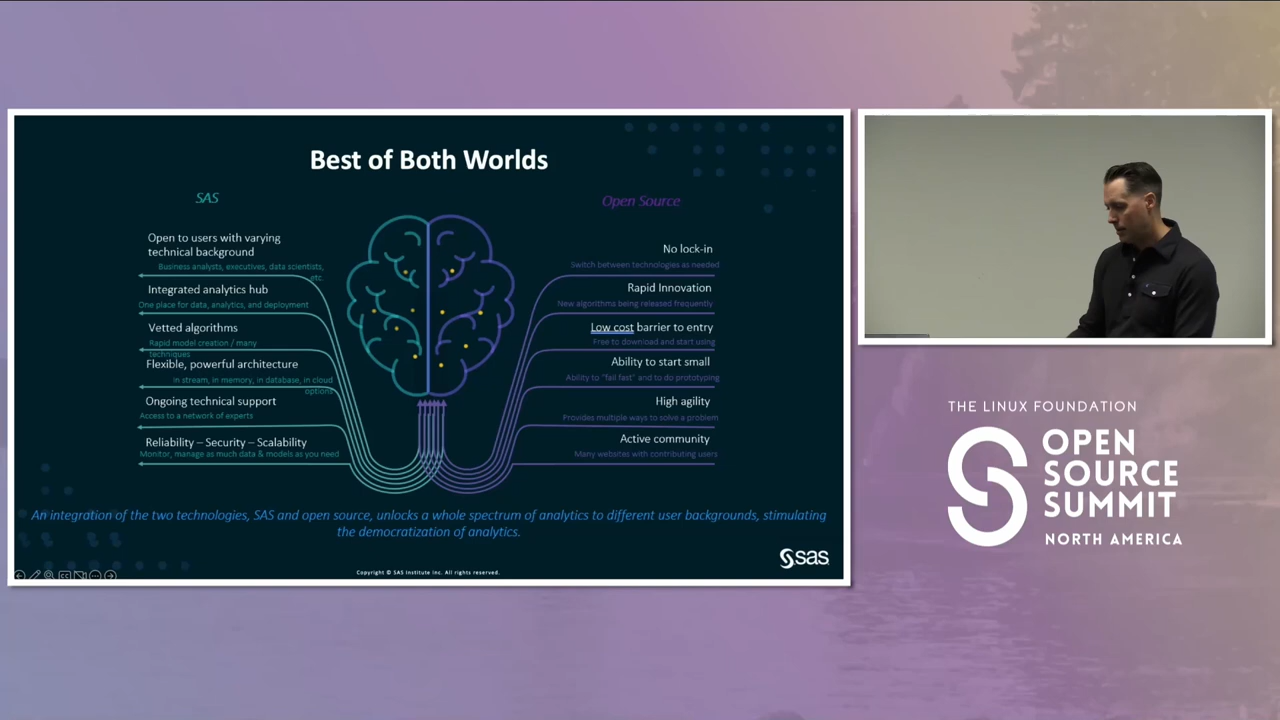 Best of Both Worlds
SAS
Open to users with varying
technical background
Business analysts, executives, data scientists,
etc.
Integrated analytics hub
One place for data, analytics, and deployment
Vetted algorithms
Rapid model creation / many
techniques
Flexible, powerful architecture
in stream, in memory, in database, in cloud
options
Ongoing technical support
Access to a network of experts
Reliability – Security – Scalability
Monitor, manage as much data & models as you need
Open Source
No lock-in
Switch between technologies as needed
Rapid Innovation
New algorithms being released frequently
Low cost barrier to entry
Free to download and start using
Ability to start small
Ability to "fail fast" and to do prototyping
High agility
Provides multiple ways to solve a problem
Active community
Many websites with contributing users
An integration of the two technologies, SAS and open source, unlocks a whole spectrum of analytics to different user backgrounds, stimulating
the democratization of analytics.
Copyright © SAS Institute Inc. All rights reserved.
sas
THE LINUX FOUNDATION
OPEN
SOURCE
SUMMIT
NORTH AMERICA